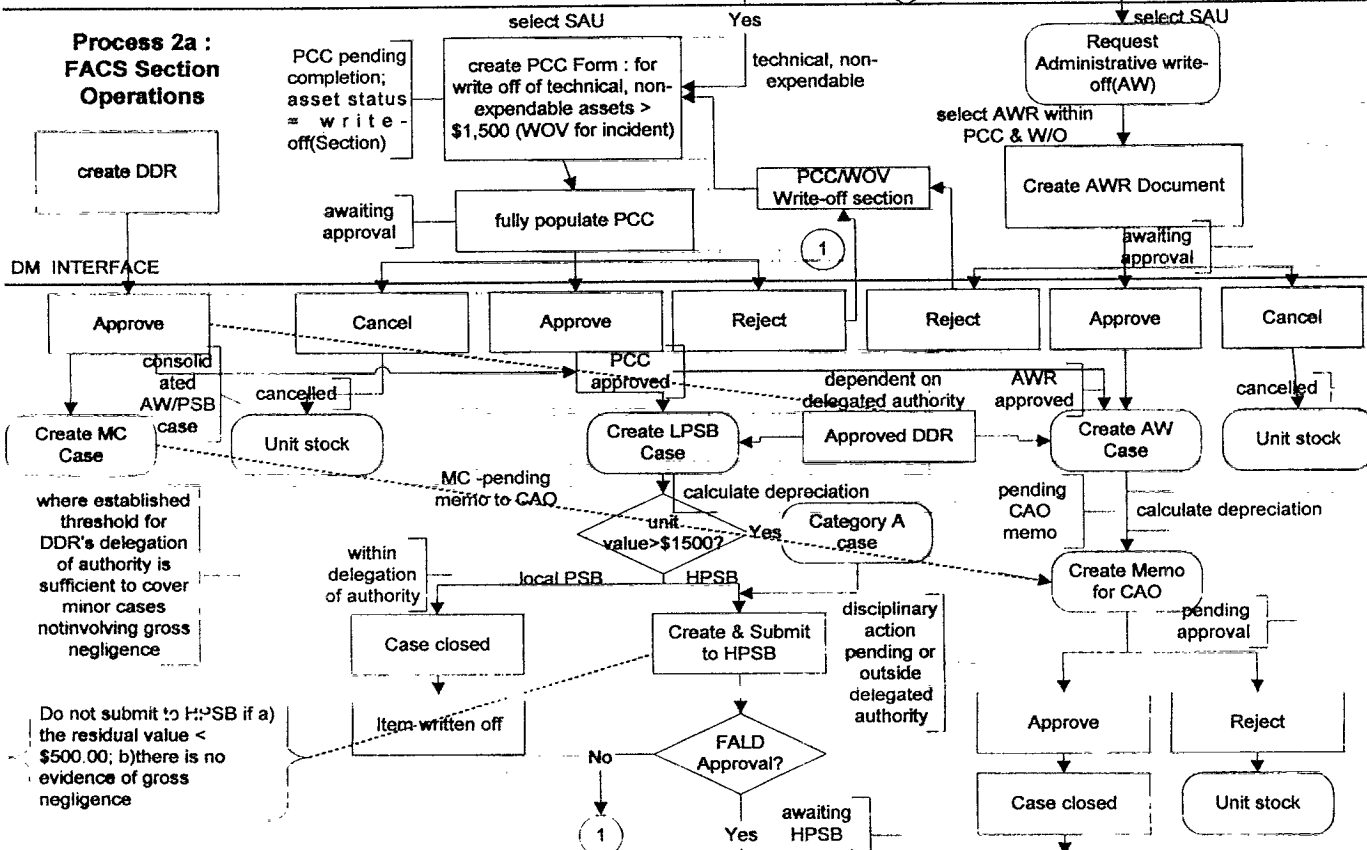 select SAU
Yes
select SAU
Process 2a :
FACS Section
Operations
PCC pending
completion;
asset status
= write-
off(Section)
create PCC Form : for
write off of technical, non-
expendable assets >
$1,500 (WOV for incident)
technical, non-
expendable
Request
Administrative write-
off(AW)
select AWR within
PCC & W/O
create DDR
PCC/WOV
Write-off section
Create AWR Document
awaiting
approval
fully populate PCC
1
awaiting
approval
DM INTERFACE
Approve
Cancel
Approve
Reject
Reject
Approve
Cancel
consolid
ated
AW/PSB
case
cancelled
PCC
approved
dependent on
delegated authority
AWR
approved
cancelled
Create MC
Case
Unit stock
Create LPSB
Case
Approved DDR
Create AW
Case
Unit stock
MC -pending
memo to CAO
calculate depreciation
pending
CAO
memo
calculate depreciation
where established
threshold for
DDR's delegation
of authority is
sufficient to cover
minor cases
notinvolving gross
negligence
within
delegation
of authority
unit
value>$1500?
Yes
Category A
case
local PSB
HPSB
Create Memo
for CAO
pending
approval
Case closed
Create & Submit
to HPSB
disciplinary
action
pending or
outside
delegated
authority
Do not submit to HPSB if a)
the residual value <
$500.00; b)there is no
evidence of gross
negligence
Item written off
FALD
Approval?
No
Approve
Reject
Case closed
Unit stock
1
Yes
awaiting
HPSB